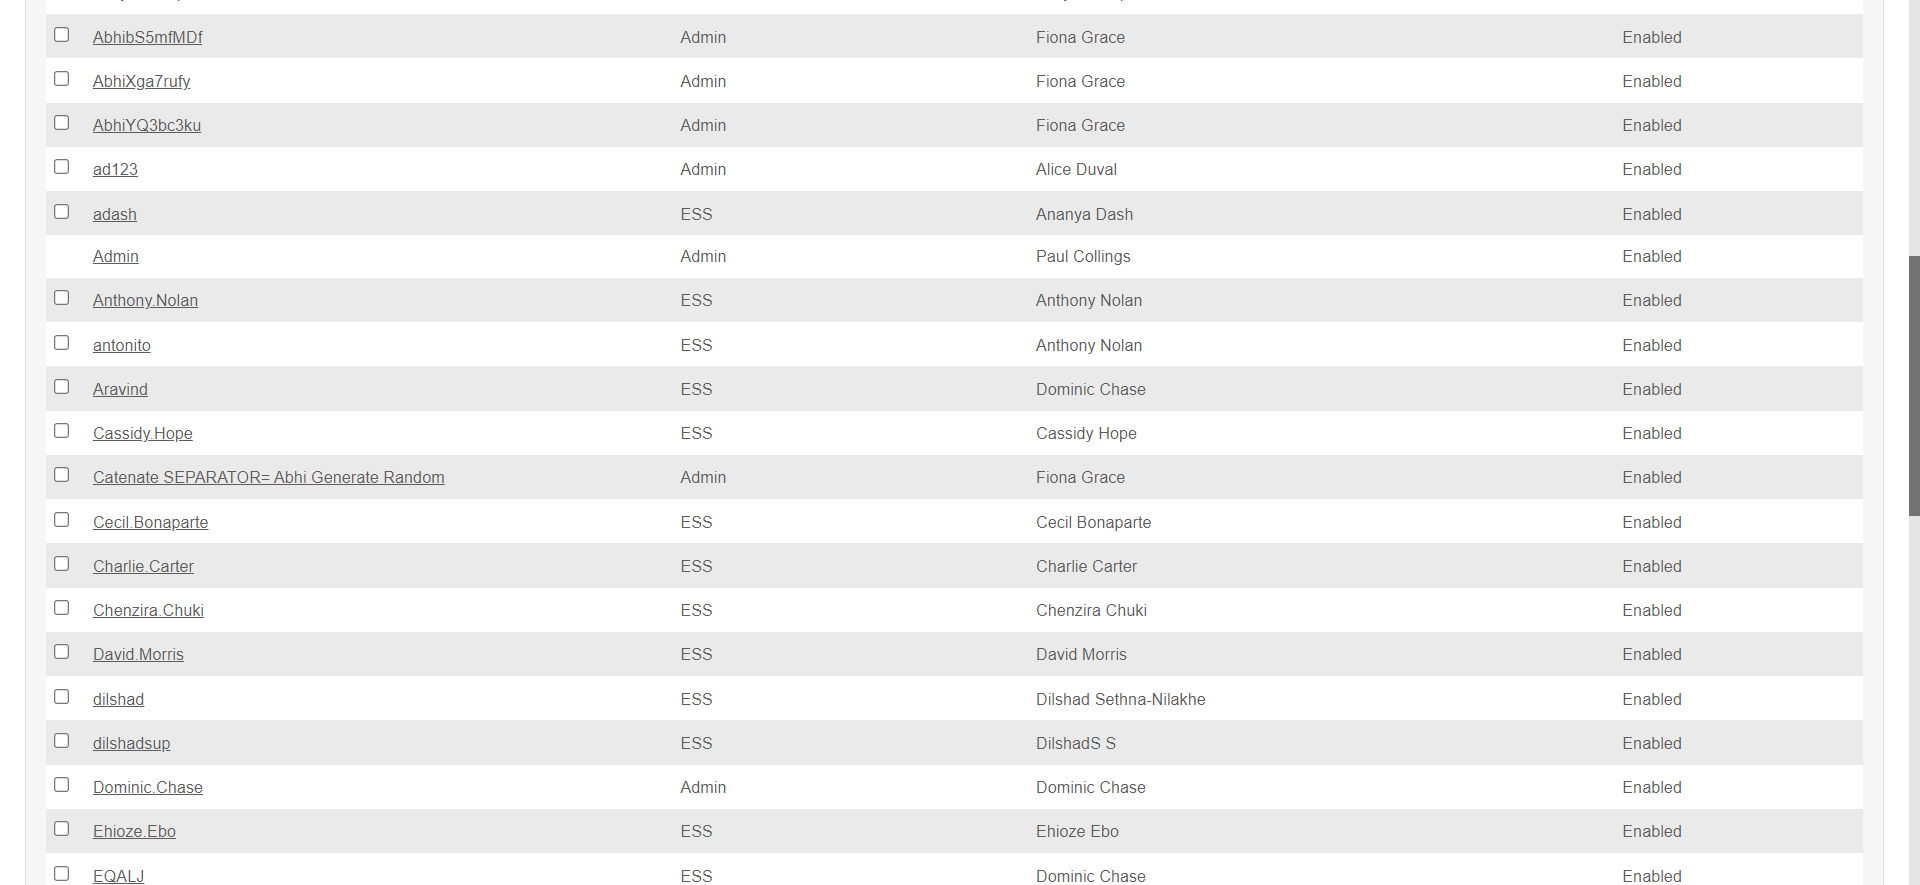 AbhibS5mfMDf Admin Fiona Grace Enabled
AbhiXga7rufy Admin Fiona Grace Enabled
AbhiYQ3bc3ku Admin Fiona Grace Enabled
ad123 Admin Alice Duval Enabled
adash ESS Ananya Dash Enabled
Admin Admin Paul Collings Enabled
Anthony.Nolan ESS Anthony Nolan Enabled
antonito ESS Anthony Nolan Enabled
Aravind ESS Dominic Chase Enabled
Cassidy.Hope ESS Cassidy Hope Enabled
Catenate SEPARATOR= Abhi Generate Random Admin Fiona Grace Enabled
Cecil.Bonaparte ESS Cecil Bonaparte Enabled
Charlie.Carter ESS Charlie Carter Enabled
Chenzira.Chuki ESS Chenzira Chuki Enabled
David.Morris ESS David Morris Enabled
dilshad ESS Dilshad Sethna-Nilakhe Enabled
dilshadsup ESS DilshadS S Enabled
Dominic.Chase Admin Dominic Chase Enabled
Ehioze.Ebo ESS Ehioze Ebo Enabled
EQALJ ESS Dominic Chase Enabled